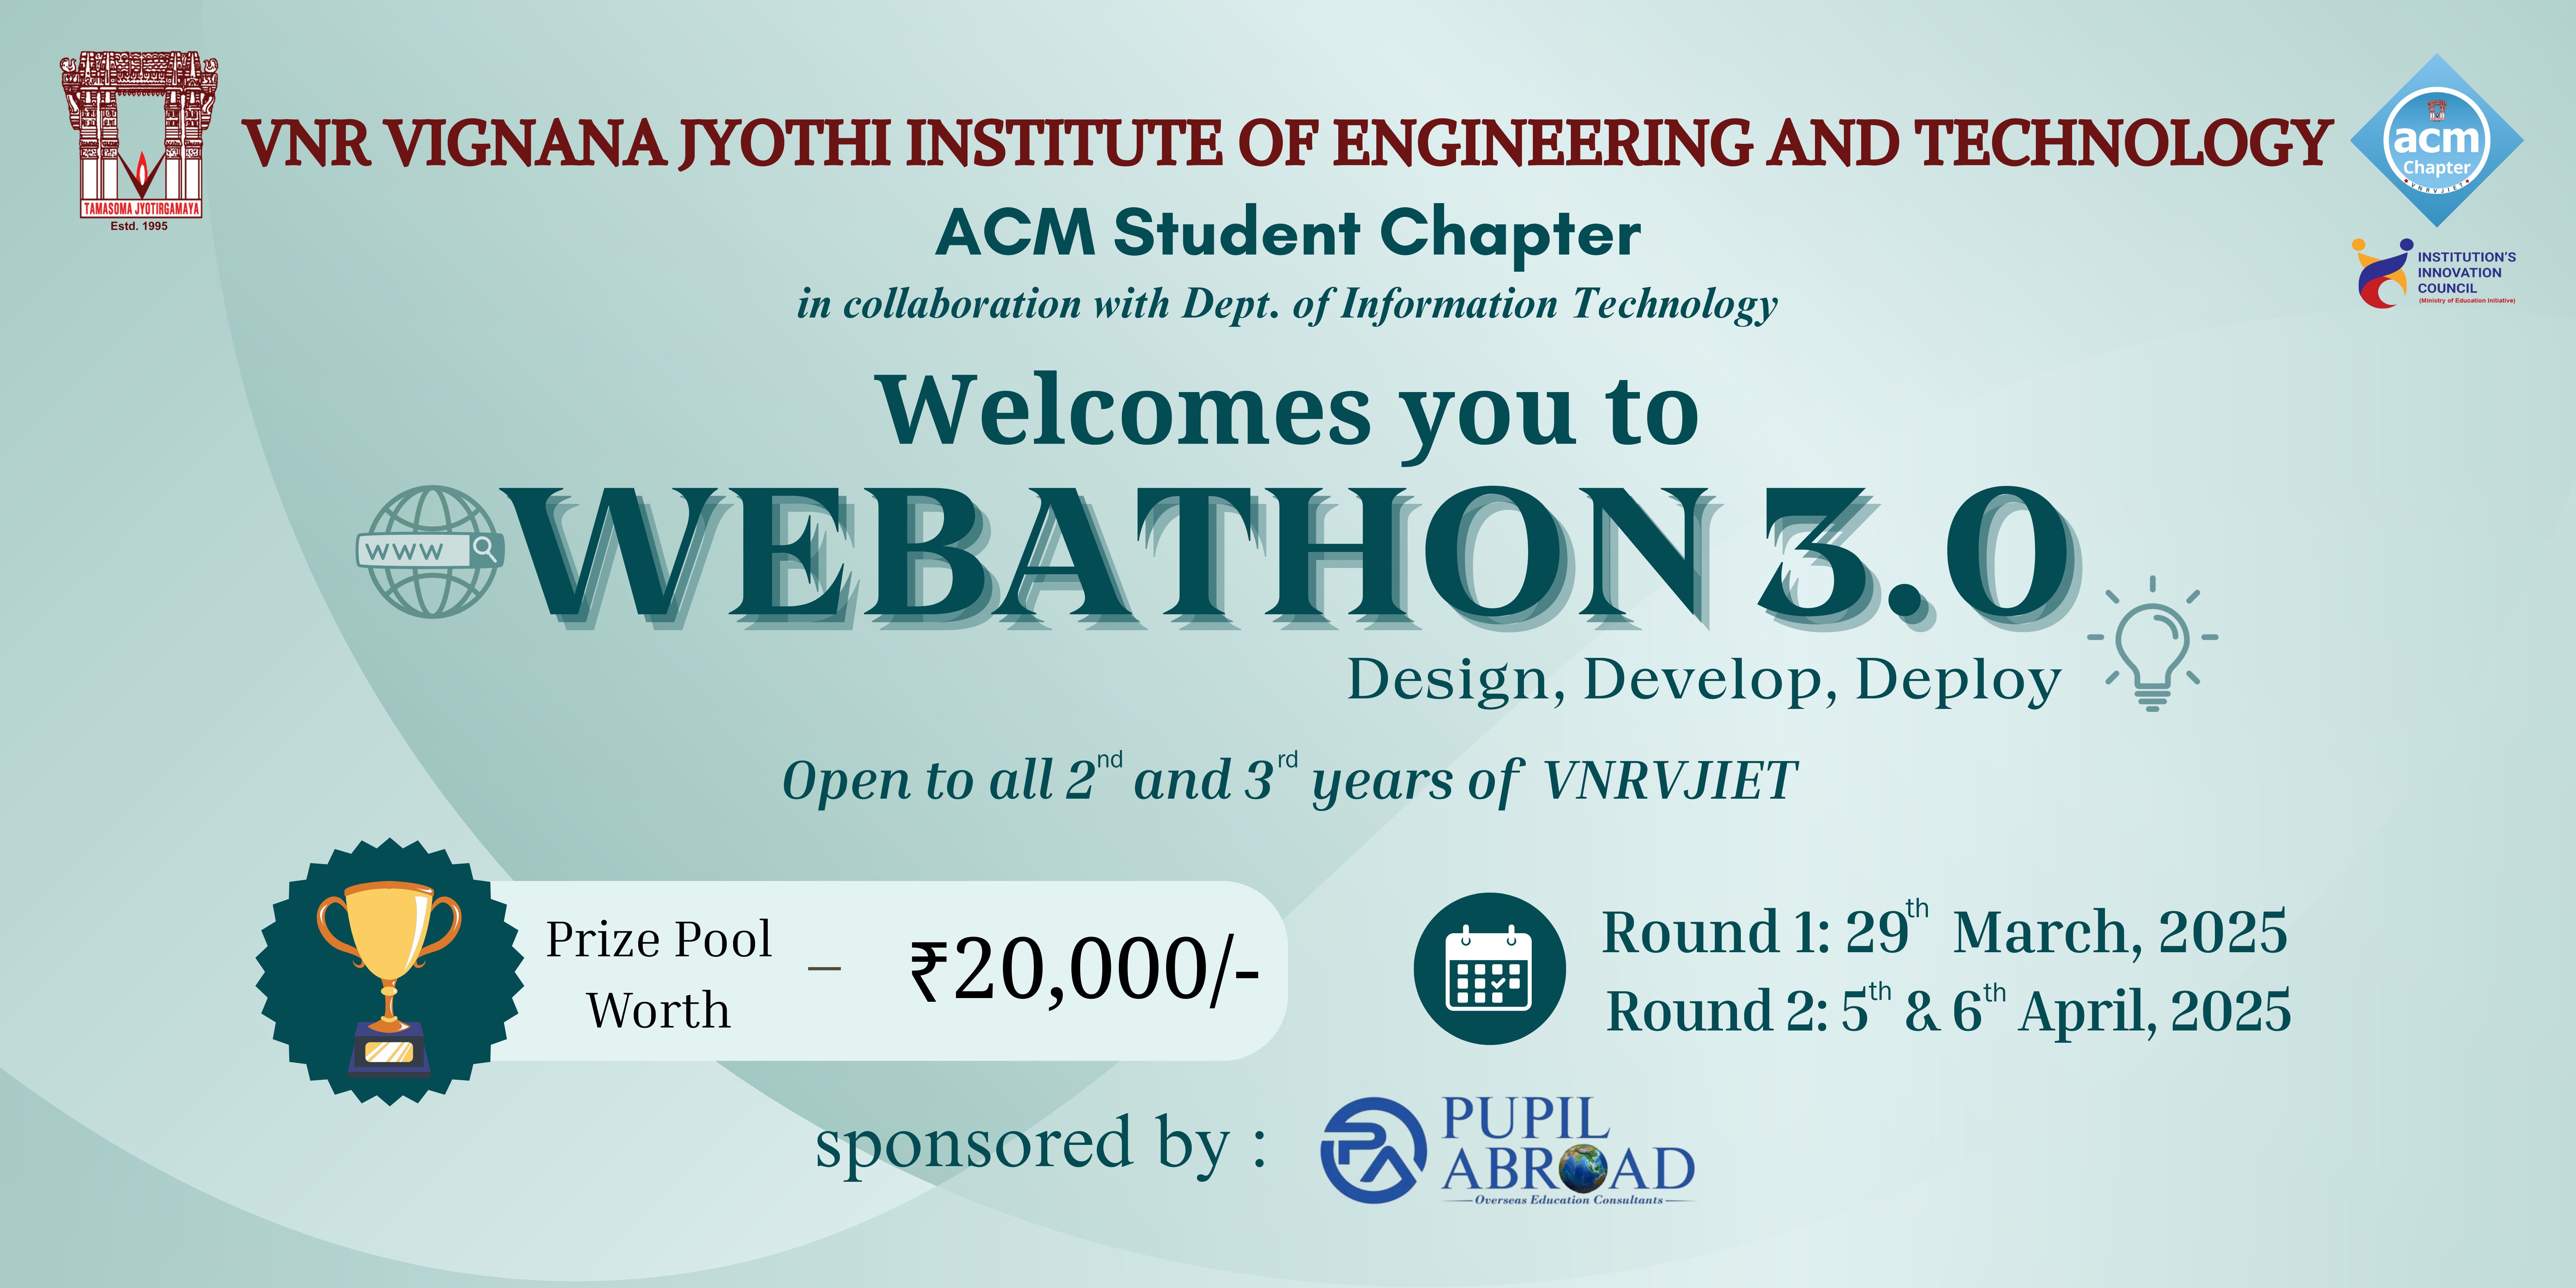 VNR VIGNANA JYOTHI INSTITUTE OF ENGINEERING AND TECHNOLOGY
TAMASOMA JYOTIRGAMAYA
Estd. 1995
acm
Chapter
VNRVJIET
INSTITUTION'S
INNOVATION
COUNCIL
(Ministry of Education Initiative)
ACM Student Chapter
in collaboration with Dept. of Information Technology
Welcomes you to
www
WEBATHON 3.0
Design, Develop, Deploy
Open to all 2nd and 3rd years of VNRVJIET
Prize Pool
Worth
– ₹20,000/-
Round 1: 29th March, 2025
Round 2: 5th & 6th April, 2025
sponsored by :
PA
PUPIL
ABROAD
Overseas Education Consultants